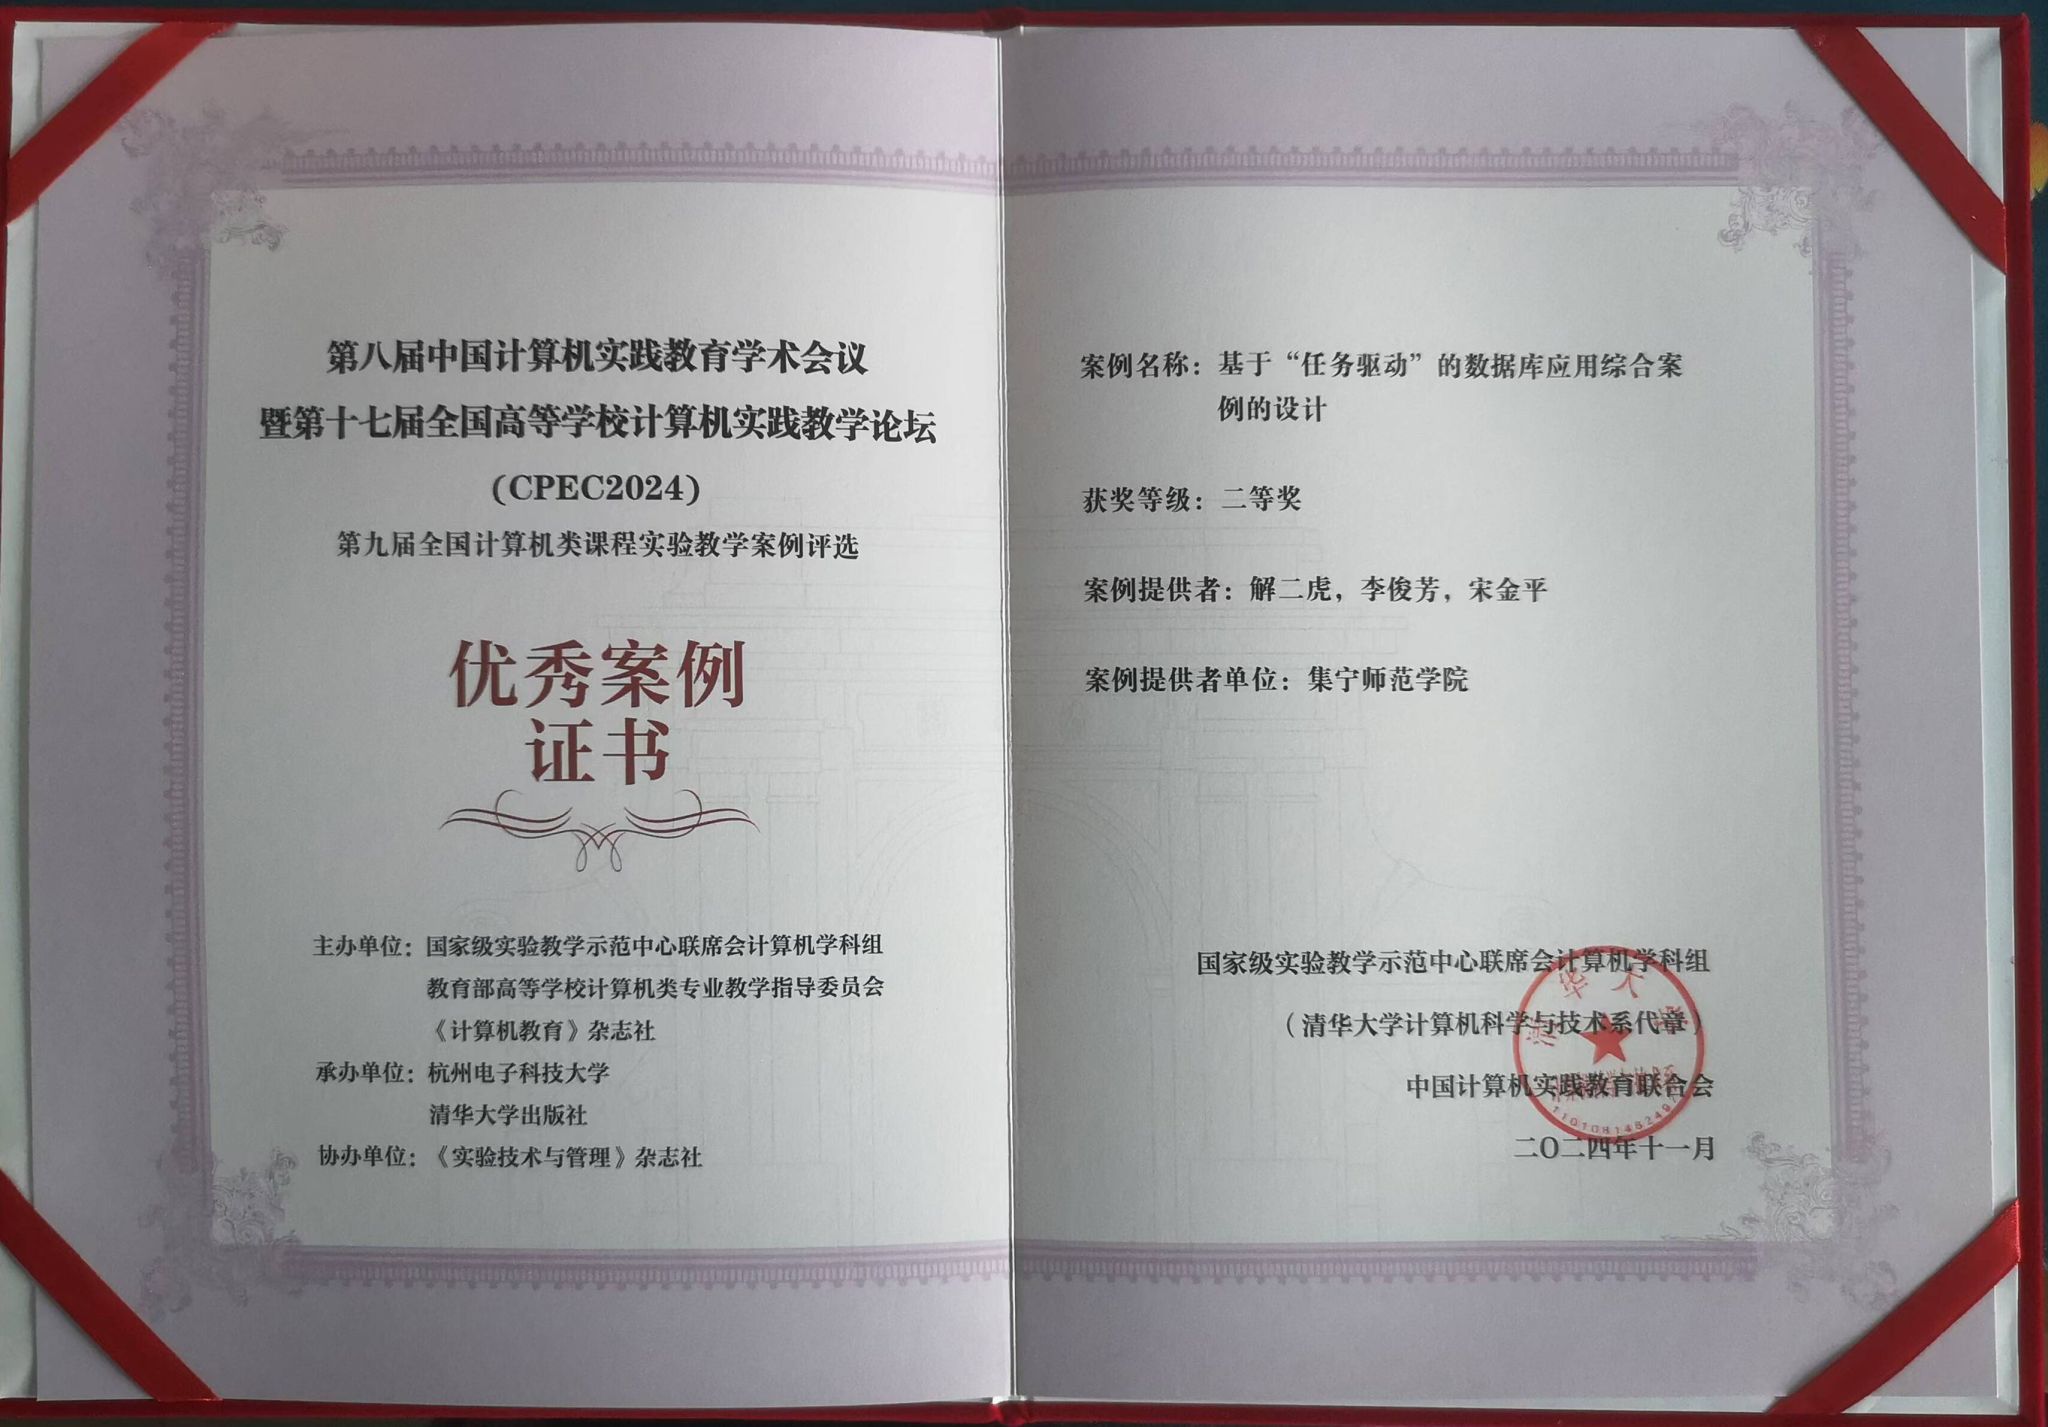 第八届中国计算机实践教育学术会议
暨第十七届全国高等学校计算机实践教学论坛
(CPEC2024)
第九届全国计算机类课程实验教学案例评选
优秀案例
证书
主办单位：国家级实验教学示范中心联席会计算机学科组
教育部高等学校计算机类专业教学指导委员会
《计算机教育》杂志社
承办单位：杭州电子科技大学
清华大学出版社
协办单位：《实验技术与管理》杂志社
案例名称：基于“任务驱动”的数据库应用综合案
例的设计
获奖等级：二等奖
案例提供者：解二虎，李俊芳，宋金平
案例提供者单位：集宁师范学院
国家级实验教学示范中心联席会计算机学科组
（清华大学计算机科学与技术系代章）
中国计算机实践教育联合会
二〇二四年十一月
清华大学